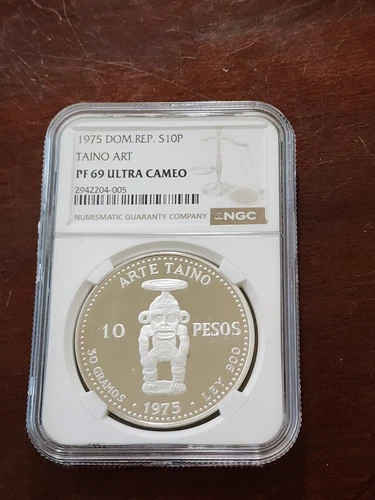 1975 DOM.REP. S10P
TAINO ART
PF 69 ULTRA CAMEO
2942204-005
NUMISMATIC GUARANTY COMPANY
NGC
ARTE TAINO
10 PESOS
30 GRAMOS · 1975 · LEY 900